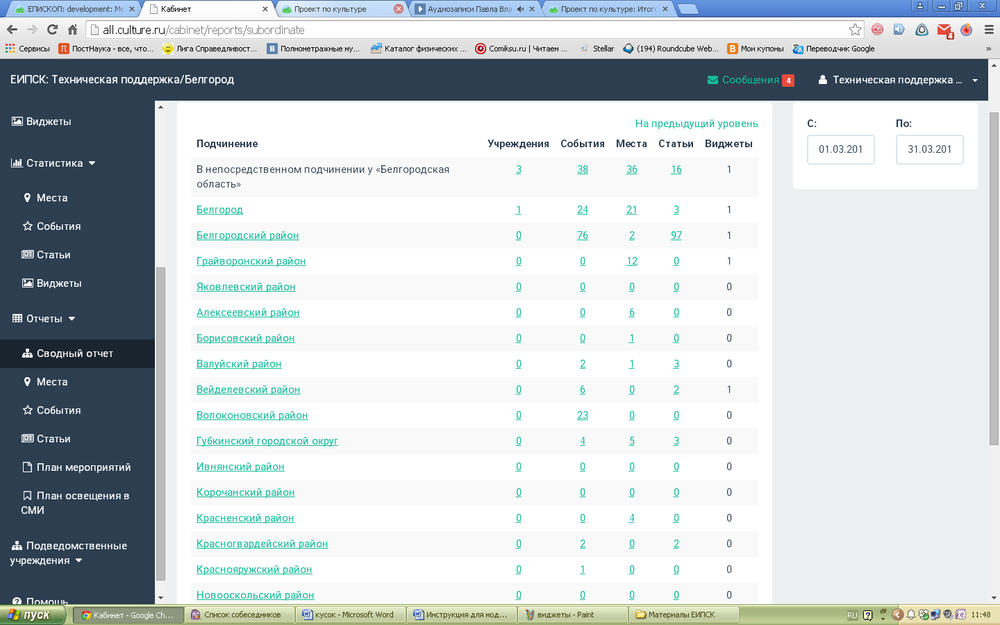 ЕПИСКОП: development: Me
Кабинет
Проект по культуре
Аудиозаписи Павла Вла
Проект по культуре: Итого
all.culture.ru/cabinet/reports/subordinate
Сервисы
ПостНаука - все, что...
Лига Справедливост...
Полнометражные му...
Каталог физических ...
Comiksu.ru | Читаем ...
Stellar
(194) Roundcube Web...
Мои купоны
Переводчик Google
»
ЕИПСК: Техническая поддержка/Белгород
Сообщения 4
Техническая поддержка ...
Виджеты
Статистика
Места
События
Статьи
Виджеты
Отчеты
Сводный отчет
Места
События
Статьи
План мероприятий
План освещения в
СМИ
Подведомственные
учреждения
Помощь
На предыдущий уровень
Подчинение Учреждения События Места Статьи Виджеты
В непосредственном подчинении у «Белгородская 3 38 36 16 1
область»
Белгород 1 24 21 3 1
Белгородский район 0 76 2 97 1
Грайворонский район 0 0 12 0 1
Яковлевский район 0 0 0 0 0
Алексеевский район 0 0 6 0 0
Борисовский район 0 0 1 0 0
Валуйский район 0 2 1 3 0
Вейделевский район 0 6 0 2 1
Волоконовский район 0 23 0 0 0
Губкинский городской округ 0 4 5 3 0
Ивнянский район 0 0 0 0 0
Корочанский район 0 0 0 0 0
Красненский район 0 0 4 0 0
Красногвардейский район 0 2 0 2 0
Краснояружский район 0 1 0 0 0
Новооскольский район 0 0 0 0 0
С: По:
01.03.201 31.03.201
пуск
Кабинет - Google Ch...
Список собеседников
кусок - Microsoft Word
Инструкция для мод...
виджеты - Paint
Материалы ЕИПСК
RU
11:48